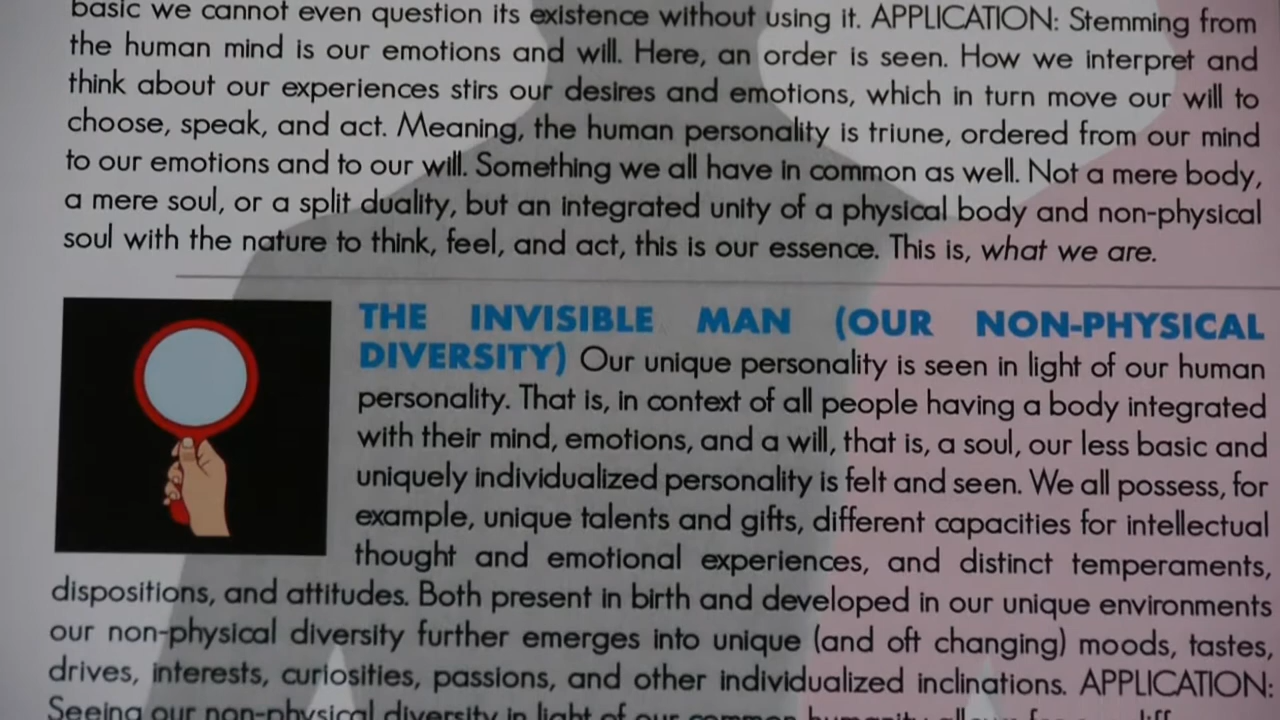 basic we cannot even question its existence without using it. APPLICATION: Stemming from
the human mind is our emotions and will. Here, an order is seen. How we interpret and
think about our experiences stirs our desires and emotions, which in turn move our will to
choose, speak, and act. Meaning, the human personality is triune, ordered from our mind
to our emotions and to our will. Something we all have in common as well. Not a mere body,
a mere soul, or a split duality, but an integrated unity of a physical body and non-physical
soul with the nature to think, feel, and act, this is our essence. This is, what we are.
THE INVISIBLE MAN (OUR NON-PHYSICAL
DIVERSITY) Our unique personality is seen in light of our human
personality. That is, in context of all people having a body integrated
with their mind, emotions, and a will, that is, a soul, our less basic and
uniquely individualized personality is felt and seen. We all possess, for
example, unique talents and gifts, different capacities for intellectual
thought and emotional experiences, and distinct temperaments,
dispositions, and attitudes. Both present in birth and developed in our unique environments
our non-physical diversity further emerges into unique (and oft changing) moods, tastes,
drives, interests, curiosities, passions, and other individualized inclinations. APPLICATION:
Seeing our non-physical diversity in light of our common humanity